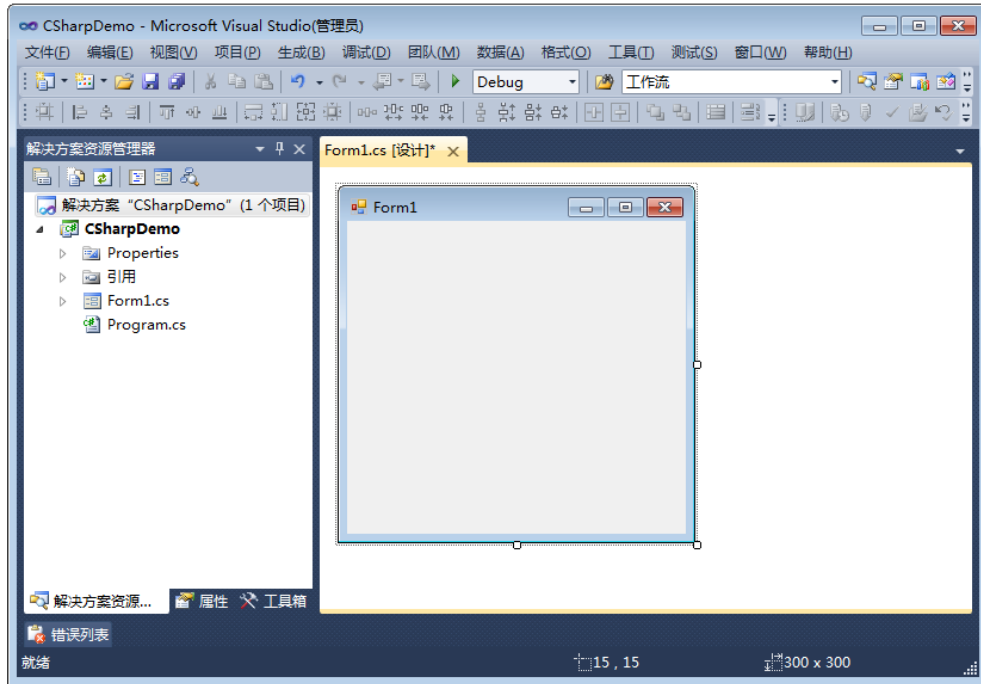 CSharpDemo - Microsoft Visual Studio(管理员)
文件(F) 编辑(E) 视图(V) 项目(P) 生成(B) 调试(D) 团队(M) 数据(A) 格式(O) 工具(T) 测试(S) 窗口(W) 帮助(H)
Debug 工作流
解决方案资源管理器
Form1.cs [设计]*
解决方案 "CSharpDemo" (1 个项目)
CSharpDemo
Properties
引用
Form1.cs
Program.cs
Form1
解决方案资源... 属性 工具箱
错误列表
就绪 15 , 15 300 x 300